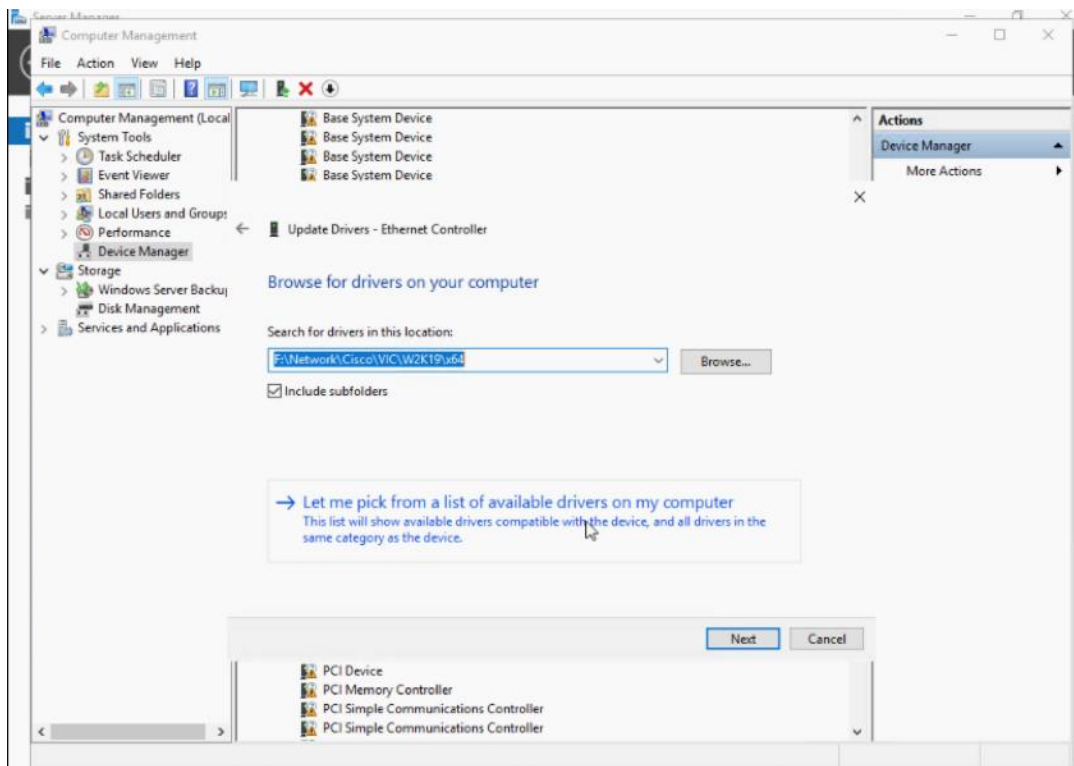 Server Manager
Computer Management
File Action View Help
Computer Management (Local
System Tools
Task Scheduler
Event Viewer
Shared Folders
Local Users and Groups
Performance
Device Manager
Storage
Windows Server Backup
Disk Management
Services and Applications
Base System Device
Base System Device
Base System Device
Base System Device
Update Drivers - Ethernet Controller
Browse for drivers on your computer
Search for drivers in this location:
F:\Network\Cisco\VIC\W2K19\x64
Browse...
Include subfolders
Let me pick from a list of available drivers on my computer
This list will show available drivers compatible with the device, and all drivers in the
same category as the device.
Next Cancel
PCI Device
PCI Memory Controller
PCI Simple Communications Controller
PCI Simple Communications Controller
Actions
Device Manager
More Actions